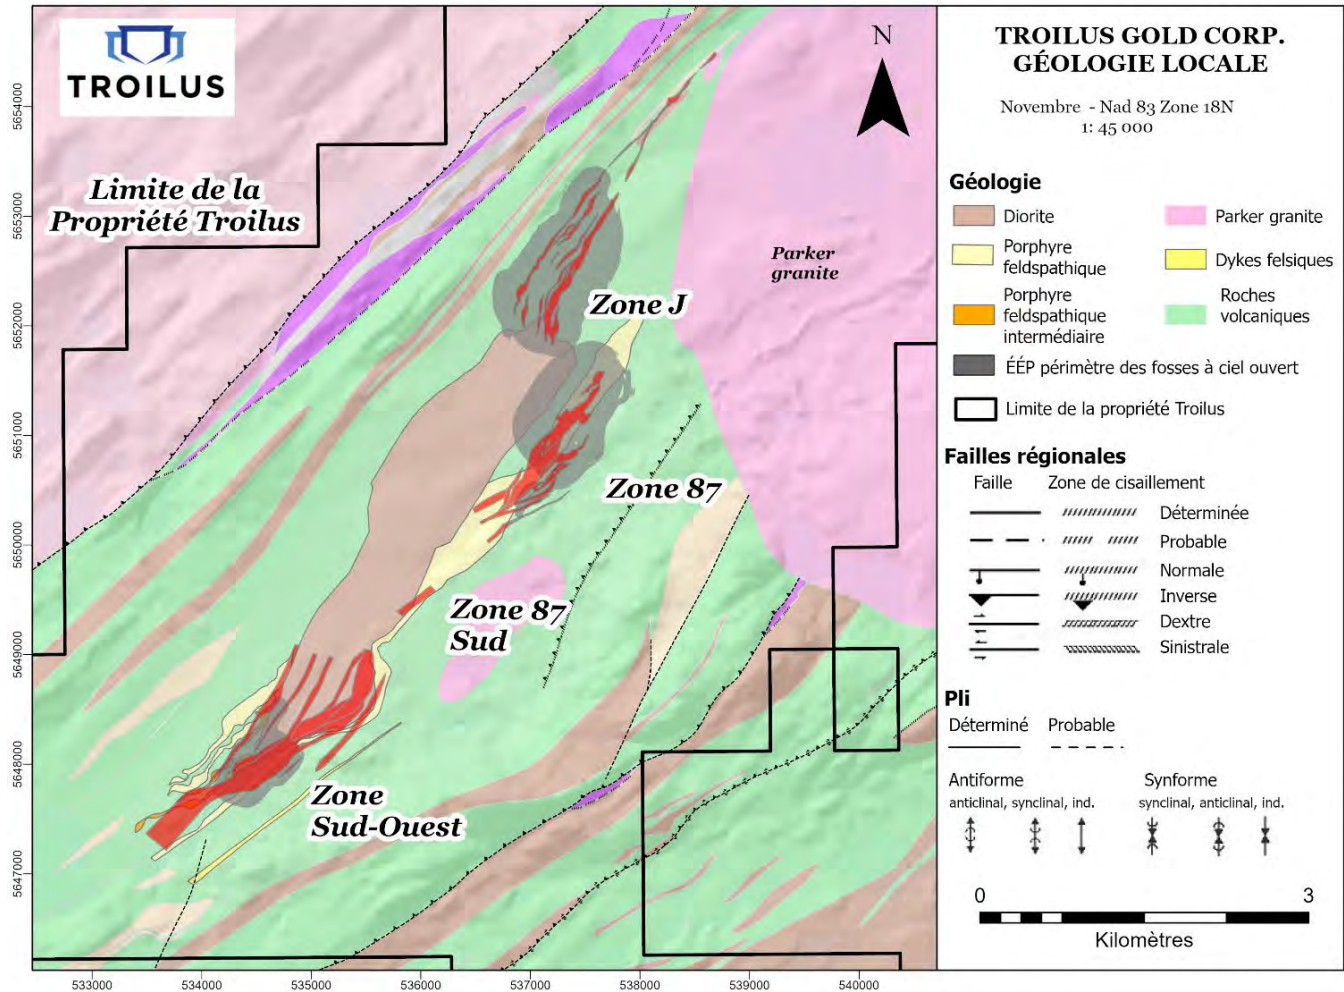 TROILUS
Limite de la
Propriété Troilus
N
Parker
granite
Zone J
Zone 87
Zone 87
Sud
Zone
Sud-Ouest
5654000
5653000
5652000
5651000
5650000
5649000
5648000
5647000
533000
534000
535000
536000
537000
538000
539000
540000
TROILUS GOLD CORP.
GÉOLOGIE LOCALE
Novembre - Nad 83 Zone 18N
1: 45 000
Géologie
Diorite
Parker granite
Porphyre
feldspathique
Dykes felsiques
Porphyre
feldspathique
intermédiaire
Roches
volcaniques
ÉÉP périmètre des fosses à ciel ouvert
Limite de la propriété Troilus
Failles régionales
Faille
Zone de cisaillement
Déterminée
Probable
Normale
Inverse
Dextre
Sinistrale
Pli
Déterminé
Probable
Antiforme
anticlinal, synclinal, ind.
Synforme
synclinal, anticlinal, ind.
0
3
Kilomètres